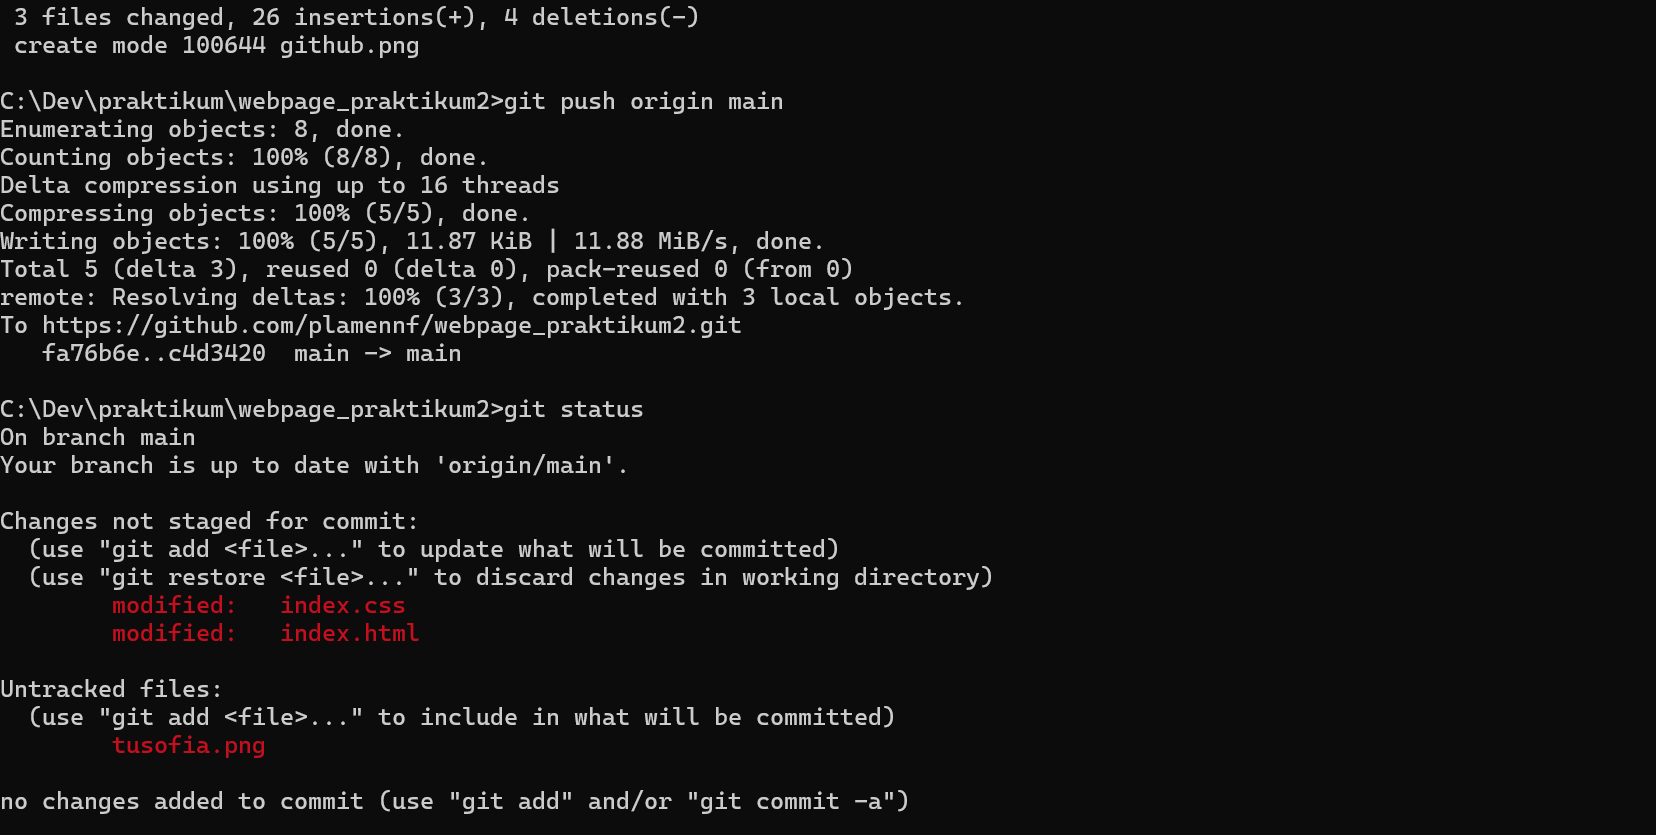 3 files changed, 26 insertions(+), 4 deletions(-)
create mode 100644 github.png
C:\Dev\praktikum\webpage_praktikum2>git push origin main
Enumerating objects: 8, done.
Counting objects: 100% (8/8), done.
Delta compression using up to 16 threads
Compressing objects: 100% (5/5), done.
Writing objects: 100% (5/5), 11.87 KiB | 11.88 MiB/s, done.
Total 5 (delta 3), reused 0 (delta 0), pack-reused 0 (from 0)
remote: Resolving deltas: 100% (3/3), completed with 3 local objects.
To https://github.com/plamennf/webpage_praktikum2.git
fa76b6e..c4d3420  main -> main
C:\Dev\praktikum\webpage_praktikum2>git status
On branch main
Your branch is up to date with 'origin/main'.
Changes not staged for commit:
(use "git add <file>..." to update what will be committed)
(use "git restore <file>..." to discard changes in working directory)
modified:   index.css
modified:   index.html
Untracked files:
(use "git add <file>..." to include in what will be committed)
tusofia.png
no changes added to commit (use "git add" and/or "git commit -a")